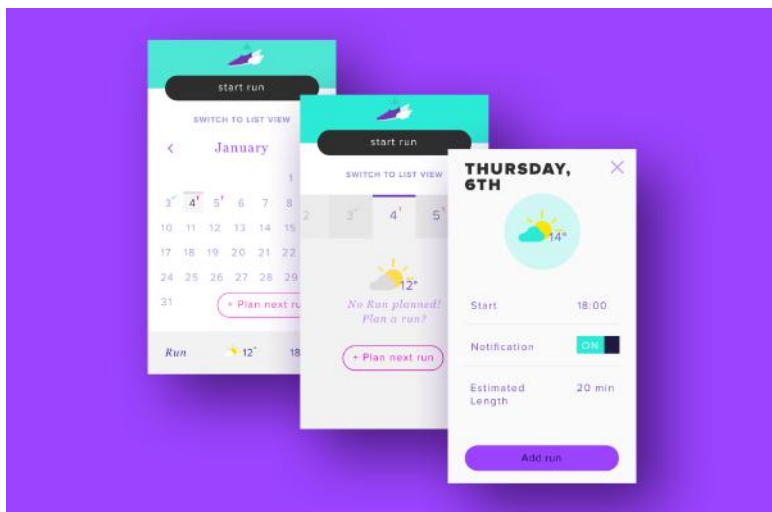 start run
SWITCH TO LIST VIEW
< January
1
3 4 5 6 7 8
10 11 12 13 14 15
17 18 19 20 21 22
24 25 26 27 28 29
31
+ Plan next ru
Run 12° 18
start run
SWITCH TO LIST VIEW
2 3 4 5
12°
No Run planned!
Plan a run?
+ Plan next run
THURSDAY,
6TH
14°
Start 18:00
Notification ON
Estimated 20 min
Length
Add run